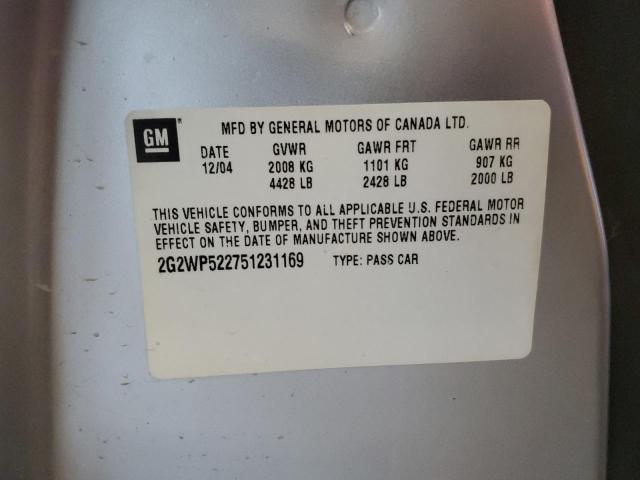 GM ® MFD BY GENERAL MOTORS OF CANADA LTD.
DATE GVWR GAWR FRT GAWR RR
12/04 2008 KG 1101 KG 907 KG
4428 LB 2428 LB 2000 LB
THIS VEHICLE CONFORMS TO ALL APPLICABLE U.S. FEDERAL MOTOR
VEHICLE SAFETY, BUMPER, AND THEFT PREVENTION STANDARDS IN
EFFECT ON THE DATE OF MANUFACTURE SHOWN ABOVE.
2G2WP522751231169 TYPE: PASS CAR